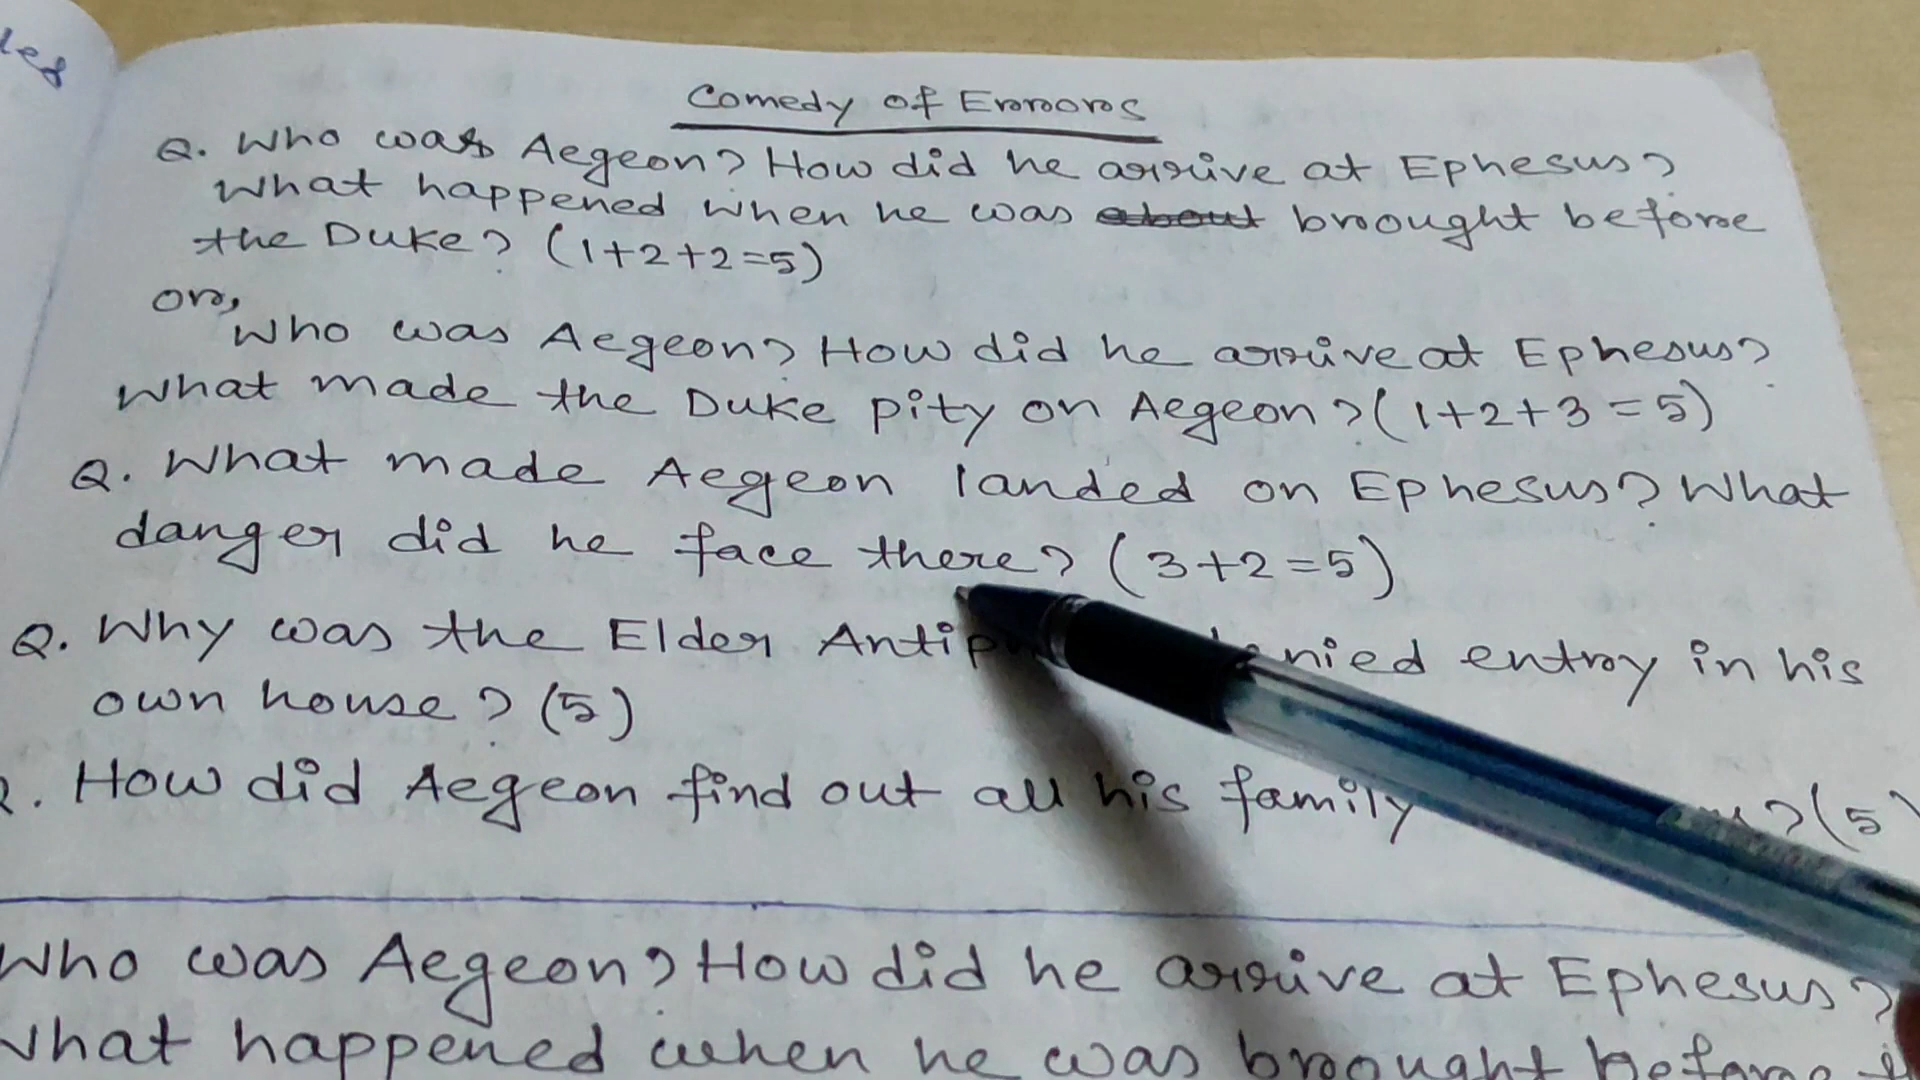 les
Comedy of Errors
Q. Who was Aegeon? How did he arrive at Ephesus?
What happened when he was about brought before
the Duke? (1+2+2=5)
or,
Who was Aegeon? How did he arrive at Ephesus?
What made the Duke pity on Aegeon? (1+2+3=5)
Q. What made Aegeon landed on Ephesus? What
danger did he face there? (3+2=5)
Q. Why was the Elder entry in his
own house? (5)
Q. How did Aegeon find out all his family ? (5)
Who was Aegeon? How did he arrive at Ephesus?
What happened when he was brought before